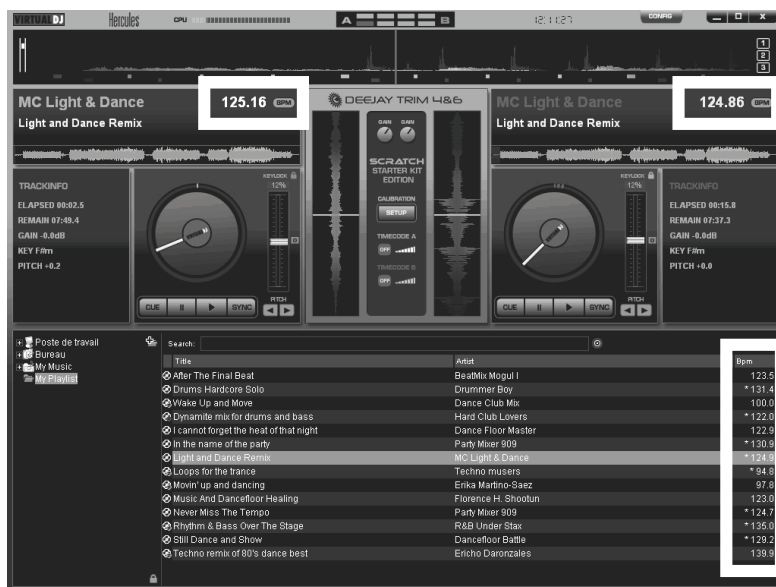 VIRTUAL DJ Hercules CPU A B 12:11:27 CONFIG
1
2
3
MC Light & Dance 125.16 BPM
Light and Dance Remix
DEEJAY TRIM 4&6
GAIN GAIN
SCRATCH
STARTER KIT
EDITION
CALIBRATION
SETUP
TIMECODE A
OFF
TIMECODE B
OFF
MC Light & Dance 124.86 BPM
Light and Dance Remix
TRACKINFO
ELAPSED 00:02.5
REMAIN 07:49.4
GAIN -0.0dB
KEY F#m
PITCH +0.2
KEYLOCK
12%
0
PITCH
CUE SYNC
KEYLOCK
12%
0
PITCH
CUE SYNC
TRACKINFO
ELAPSED 00:15.8
REMAIN 07:37.3
GAIN -0.0dB
KEY F#m
PITCH +0.0
Poste de travail
Bureau
My Music
My Playlist
Search:
Title Artist Bpm
After The Final Beat BeatMix Mogul I 123.5
Drums Hardcore Solo Drummer Boy * 131.4
Wake Up and Move Dance Club Mix 100.0
Dynamite mix for drums and bass Hard Club Lovers * 122.0
I cannot forget the heat of that night Dance Floor Master 122.9
In the name of the party Party Mixer 909 * 130.9
Light and Dance Remix MC Light & Dance * 124.9
Loops for the trance Techno musers * 94.8
Movin' up and dancing Erika Martino-Saez 97.8
Music And Dancefloor Healing Florence H. Shootun 123.0
Never Miss The Tempo Party Mixer 909 * 124.7
Rhythm & Bass Over The Stage R&B Under Stax * 135.0
Still Dance and Show Dancefloor Battle * 129.2
Techno remix of 80's dance best Ericho Daronzales 139.9